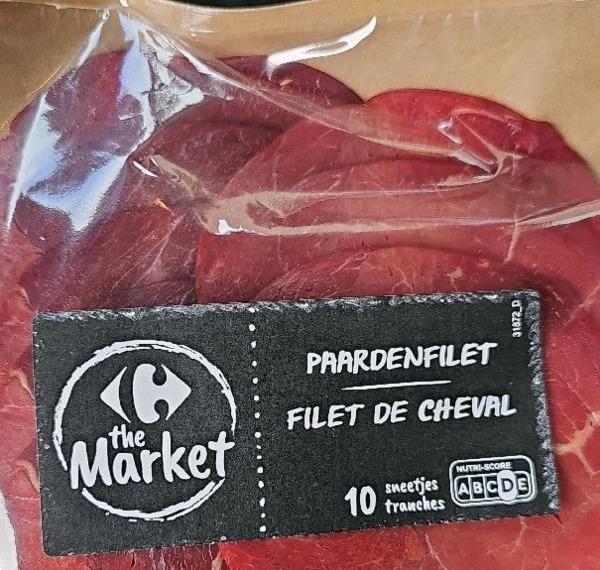 the
Market
PAARDENFILET
FILET DE CHEVAL
10 sneetjes
tranches
NUTRI-SCORE
ABCDE
31872_D